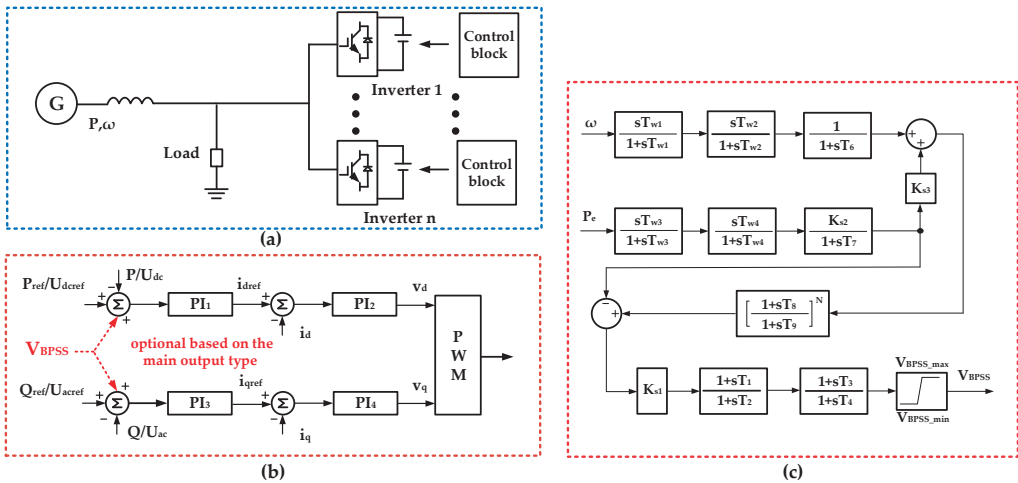 G
P,ω
Load
Inverter 1
Control block
Inverter n
Control block
(a)
Pref/Udcref
P/Udc
+
−
+
Σ
PI1
idref
+
−
Σ
id
PI2
vd
VBPSS
optional based on the
main output type
P
W
M
Qref/Uacref
Q/Uac
+
+
−
Σ
PI3
iqref
+
−
Σ
iq
PI4
vq
(b)
ω
sTw1
1+sTw1
sTw2
1+sTw2
1
1+sT6
+
+
Ks3
Pe
sTw3
1+sTw3
sTw4
1+sTw4
Ks2
1+sT7
−
+
[1+sT8
1+sT9]N
Ks1
1+sT1
1+sT2
1+sT3
1+sT4
VBPSS_max
VBPSS_min
VBPSS
(c)